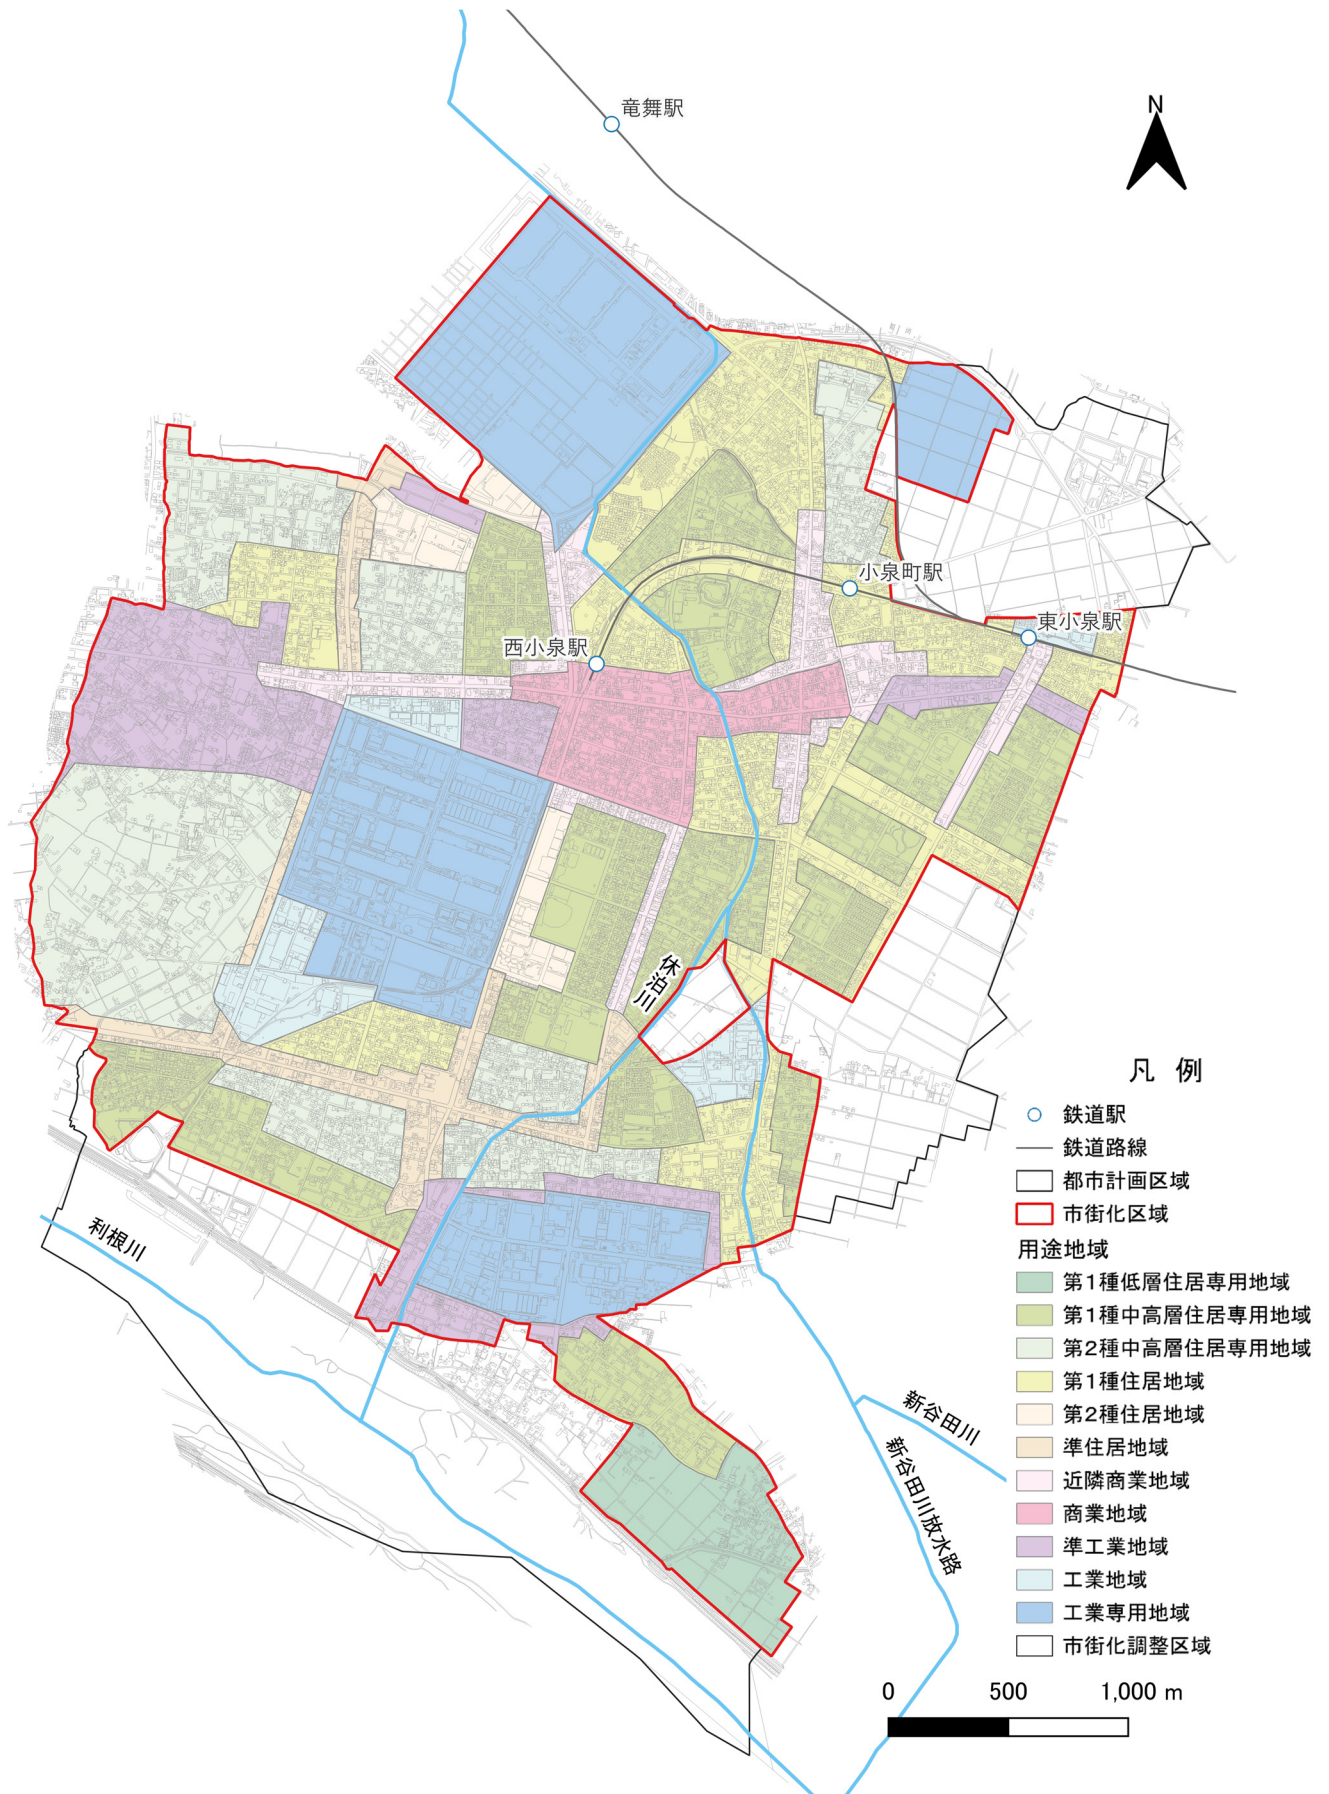 竜舞駅
N
小泉町駅
東小泉駅
西小泉駅
休泊川
利根川
新谷田川
新谷田川放水路
凡 例
鉄道駅
鉄道路線
都市計画区域
市街化区域
用途地域
第1種低層住居専用地域
第1種中高層住居専用地域
第2種中高層住居専用地域
第1種住居地域
第2種住居地域
準住居地域
近隣商業地域
商業地域
準工業地域
工業地域
工業専用地域
市街化調整区域
0 500 1,000 m